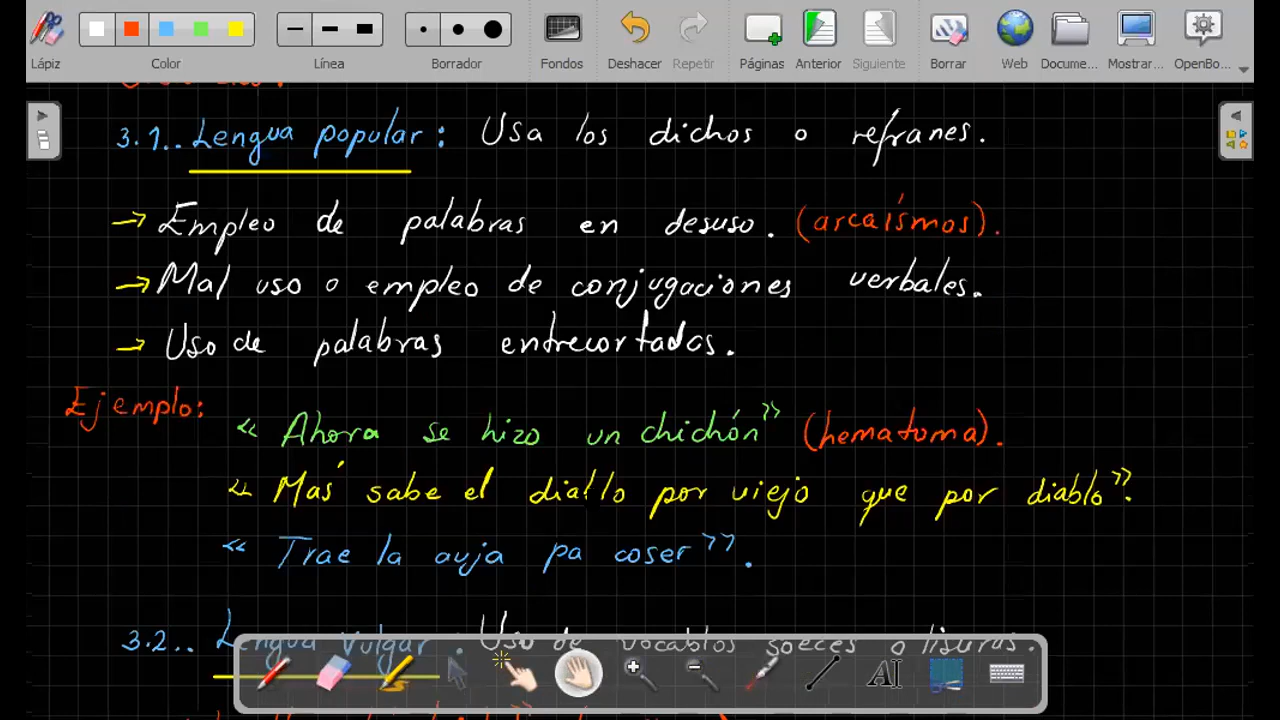 Lápiz Color Línea Borrador Fondos Deshacer Repetir Páginas Anterior Siguiente Borrar Web Docume... Mostrar... OpenBo...
3.1.. Lengua popular: Usa los dichos o refranes.
→ Empleo de palabras en desuso. (arcaísmos).
→ Mal uso o empleo de conjugaciones verbales.
→ Uso de palabras entrecortadas.
Ejemplo:
« Ahora se hizo un chichón” (hematoma).
« Más sabe el diallo por viejo que por diablo”.
« Trae la auja pa coser”.
3.2.. Lengua vulgar: Uso de vocablos soeces o lisuras.